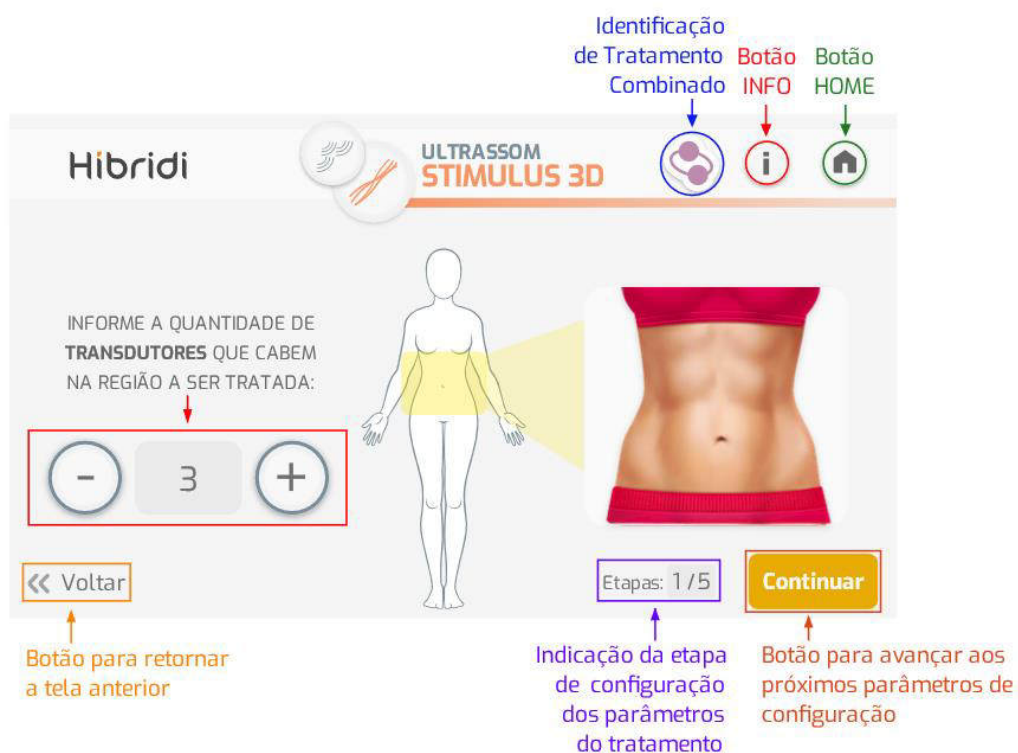 Identificação
de Tratamento
Combinado
Botão
INFO
Botão
HOME
Hibridi
ULTRASSOM
STIMULUS 3D
i
INFORME A QUANTIDADE DE
TRANSDUTORES QUE CABEM
NA REGIÃO A SER TRATADA:
- 3 +
Voltar
Etapas: 1/5
Continuar
Botão para retornar
a tela anterior
Indicação da etapa
de configuração
dos parâmetros
do tratamento
Botão para avançar aos
próximos parâmetros de
configuração